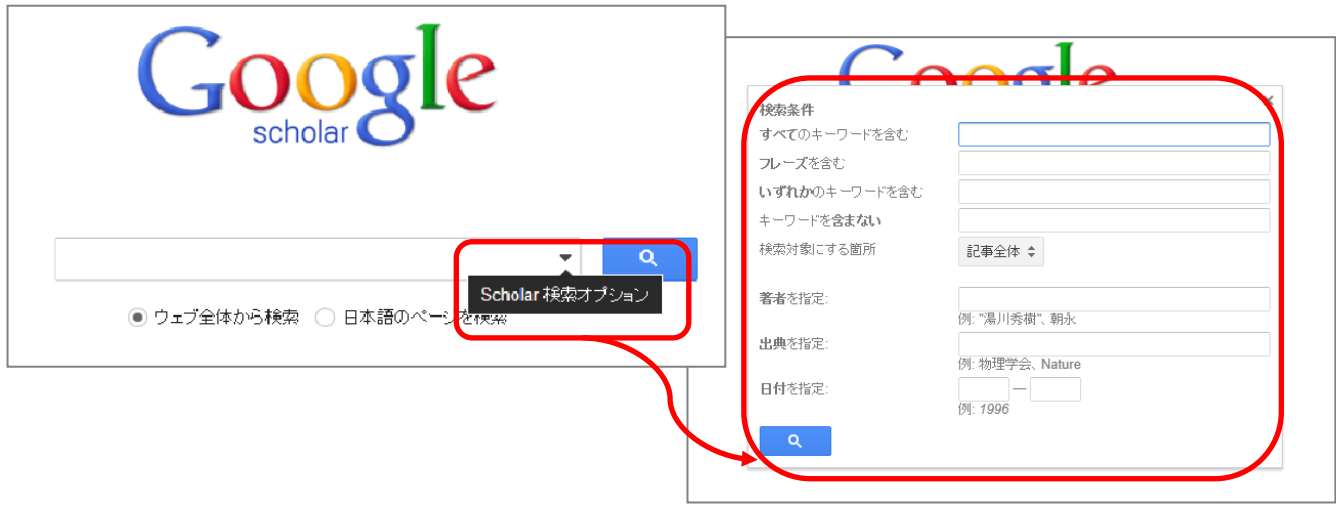 Google
scholar
Scholar 検索オプション
ウェブ全体から検索 日本語のページを検索
Google
検索条件
すべてのキーワードを含む
フレーズを含む
いずれかのキーワードを含む
キーワードを含まない
検索対象にする箇所 記事全体
著者を指定:
例: "湯川秀樹"、朝永
出典を指定:
例: 物理学会、Nature
日付を指定: —
例: 1996